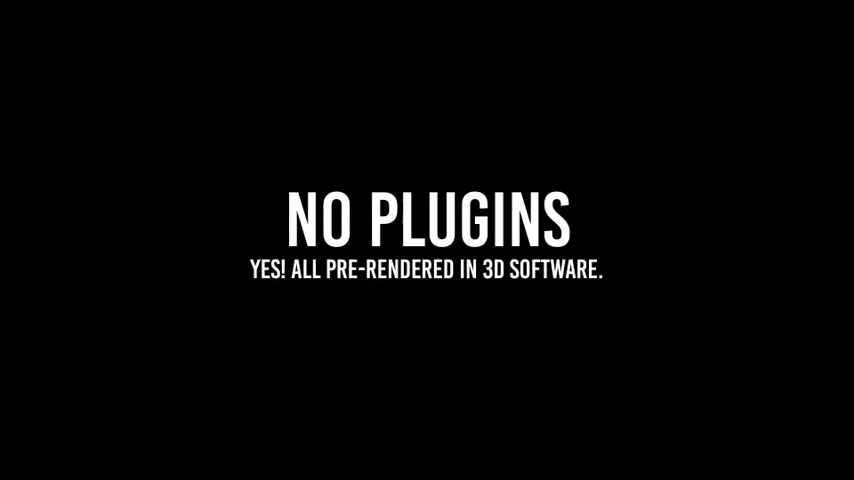 NO PLUGINS
YES! ALL PRE-RENDERED IN 3D SOFTWARE.